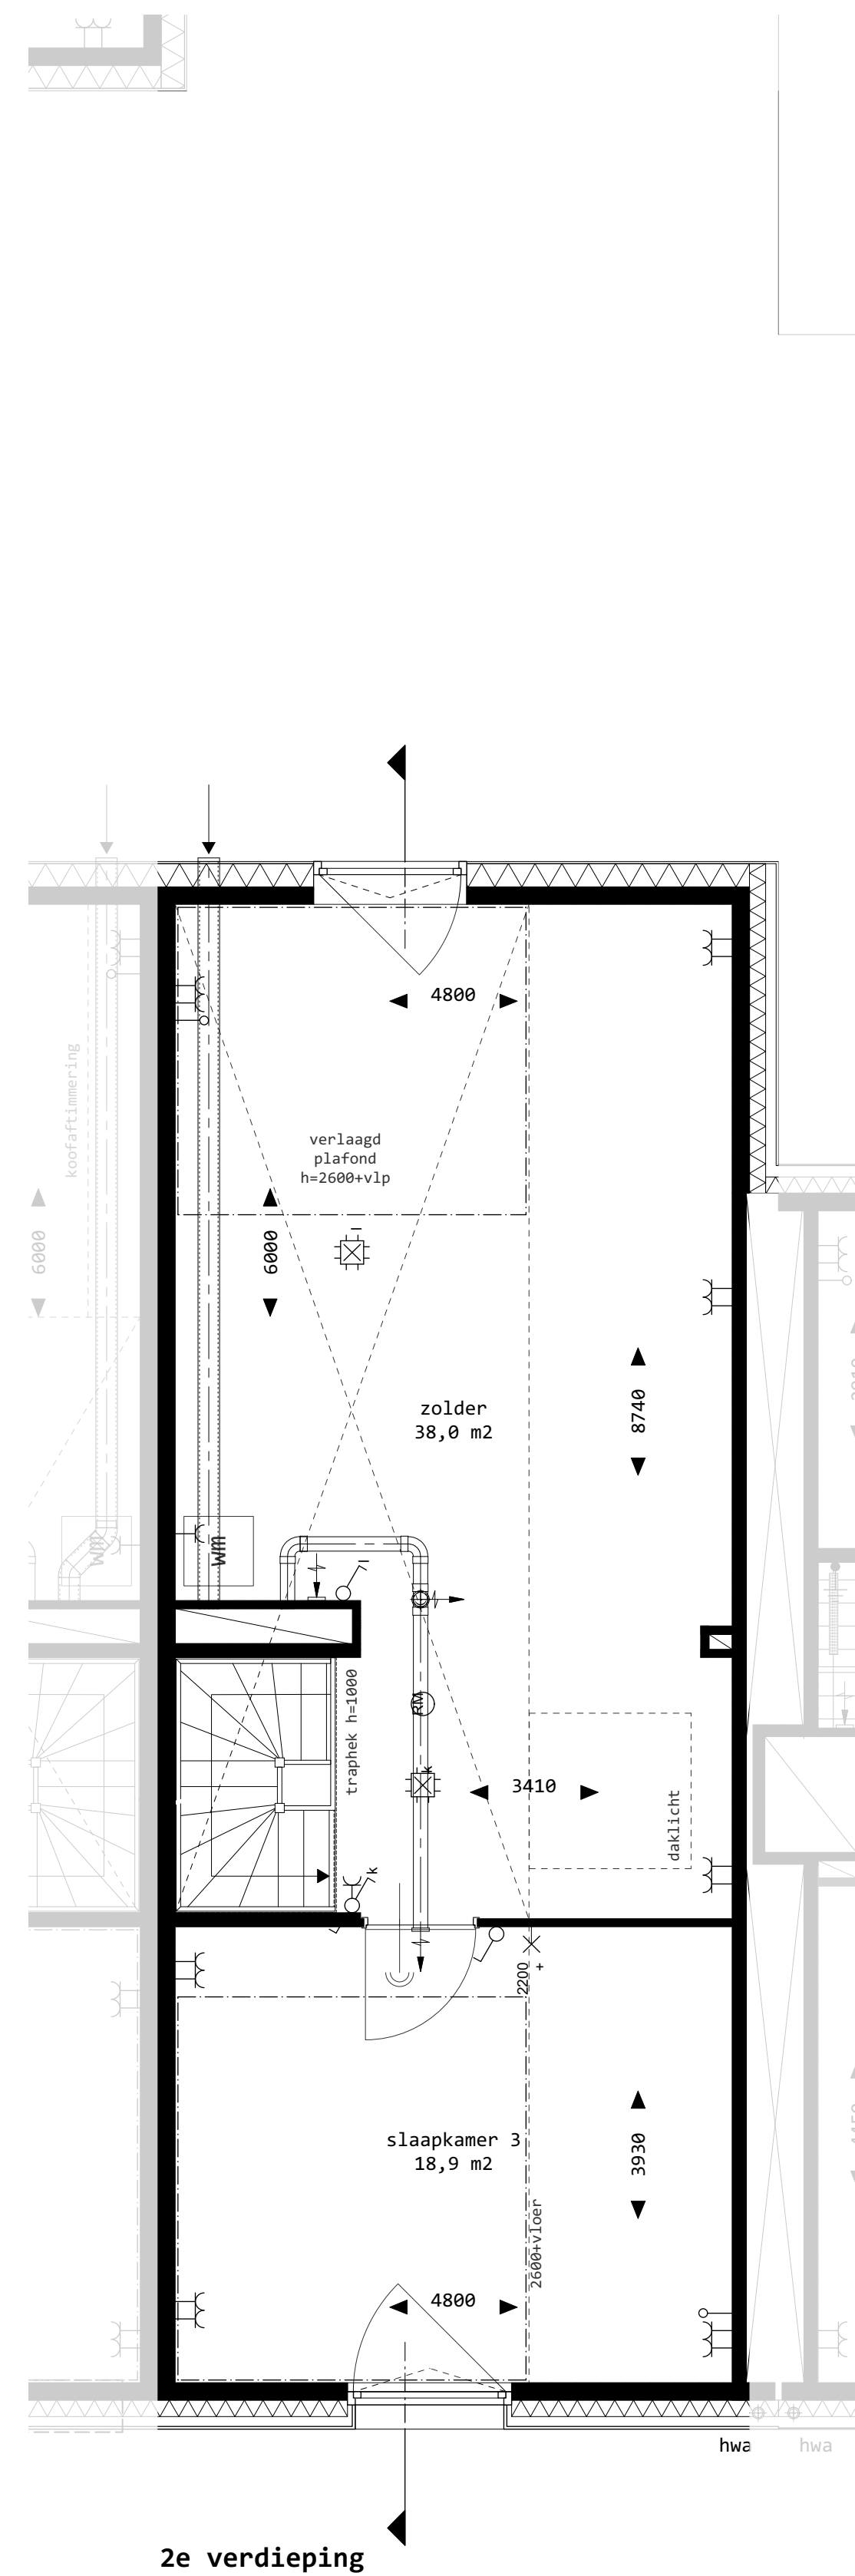 4800
koofaftimmering
verlaagd
plafond
h=2600+vlp
6000
6000
l
zolder
38,0 m2
8740
wm
wm
l
RM
traphek h=1000
k
3410
daklicht
k
2200
+
slaapkamer 3
18,9 m2
3930
2600+vloer
4800
hwa
hwa
2e verdieping